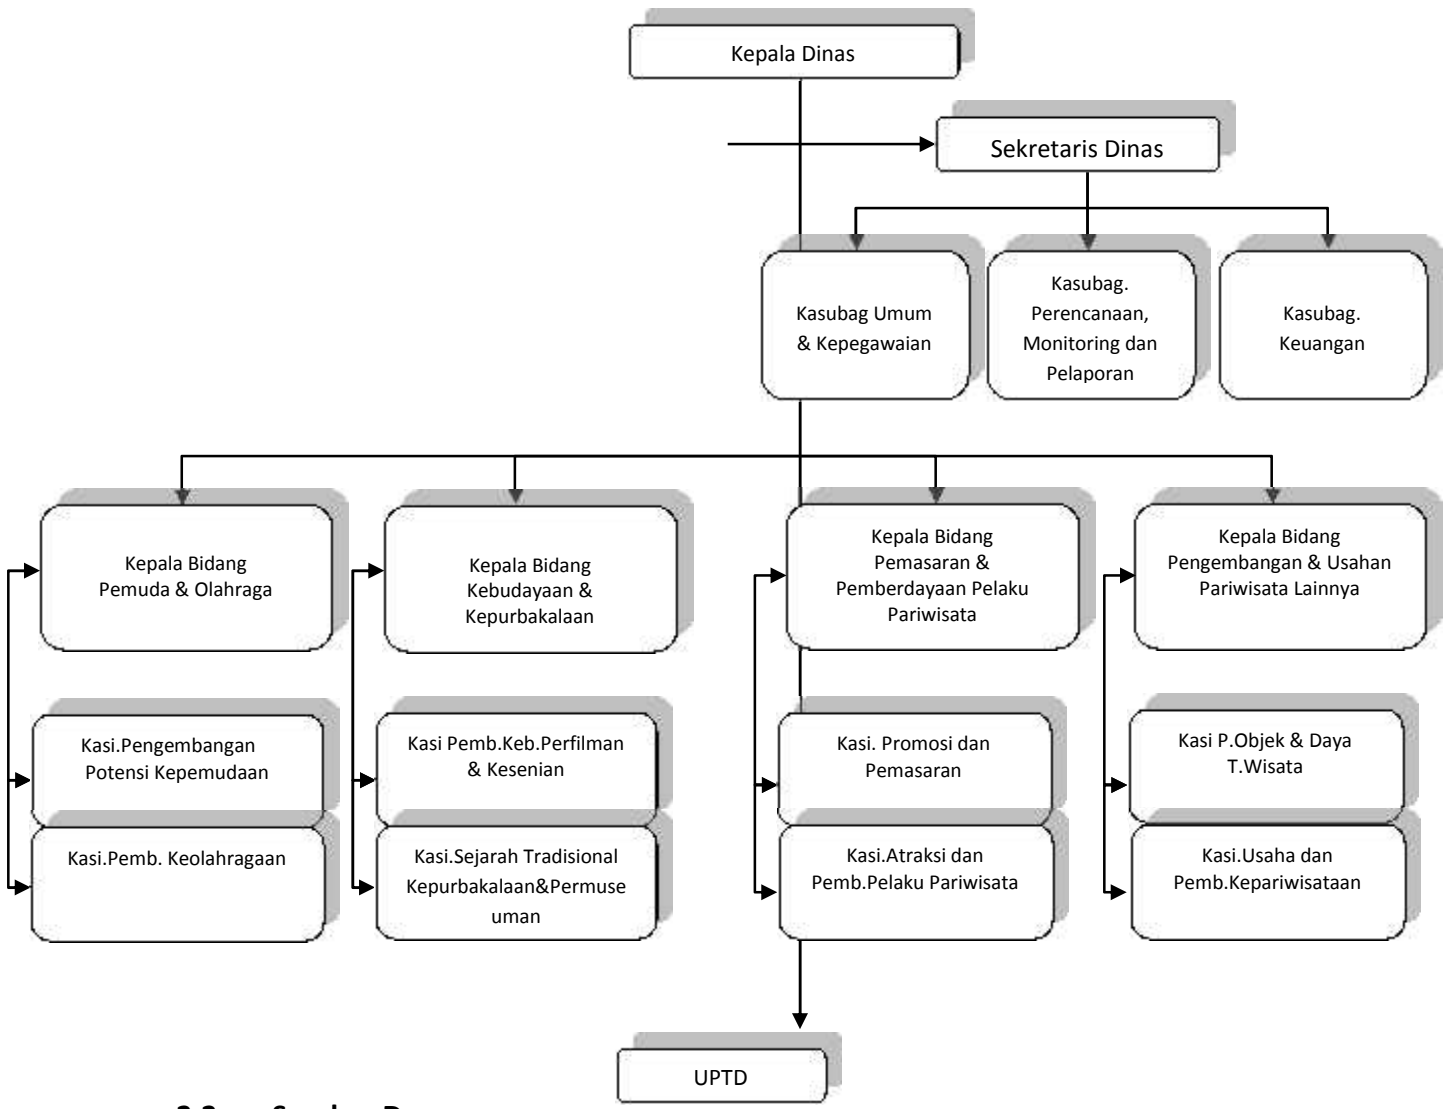 Kepala Dinas
Sekretaris Dinas
Kasubag Umum
& Kepegawaian
Kasubag.
Perencanaan,
Monitoring dan
Pelaporan
Kasubag.
Keuangan
Kepala Bidang
Pemuda & Olahraga
Kepala Bidang
Kebudayaan &
Kepurbakalaan
Kepala Bidang
Pemasaran &
Pemberdayaan Pelaku
Pariwisata
Kepala Bidang
Pengembangan & Usahan
Pariwisata Lainnya
Kasi.Pengembangan
Potensi Kepemudaan
Kasi Pemb.Keb.Perfilman
& Kesenian
Kasi. Promosi dan
Pemasaran
Kasi P.Objek & Daya
T.Wisata
Kasi.Pemb. Keolahragaan
Kasi.Sejarah Tradisional
Kepurbakalaan&Permuse
uman
Kasi.Atraksi dan
Pemb.Pelaku Pariwisata
Kasi.Usaha dan
Pemb.Kepariwisataan
UPTD